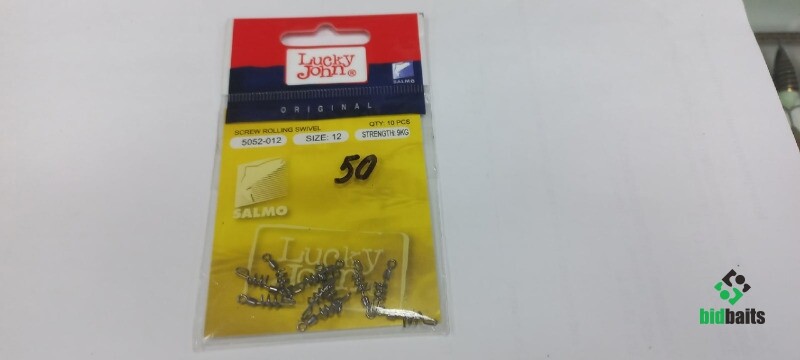 Lucky
John®
SALMO
ORIGINAL
SCREW ROLLING SWIVEL QTY: 10 PCS
5052-012 SIZE: 12 STRENGTH: 9KG
50
SALMO
Lucky
John
bidbaits